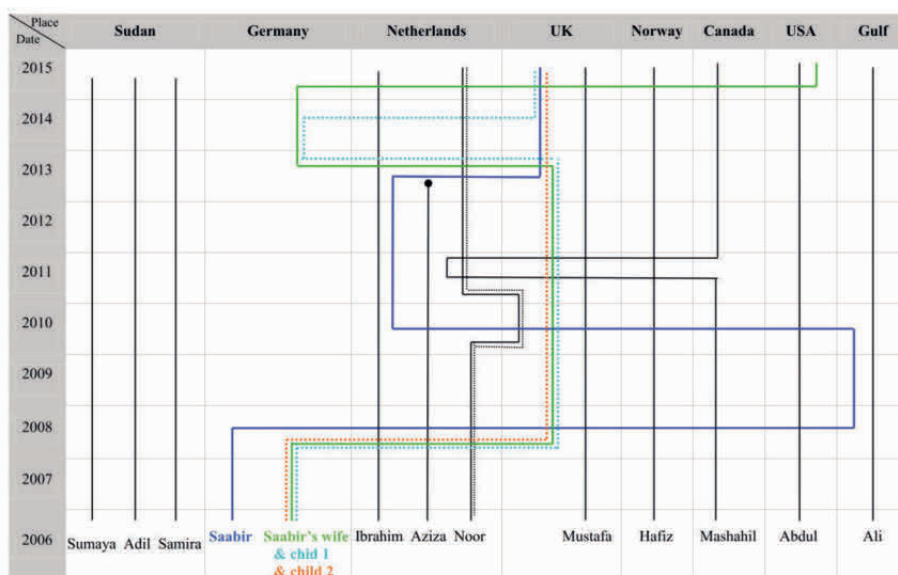 Place
Date
Sudan Germany Netherlands UK Norway Canada USA Gulf
2015
2014
2013
2012
2011
2010
2009
2008
2007
2006
Sumaya Adil Samira Saabir Saabir's wife Ibrahim Aziza Noor Mustafa Hafiz Mashahil Abdul Ali
& chid 1
& child 2